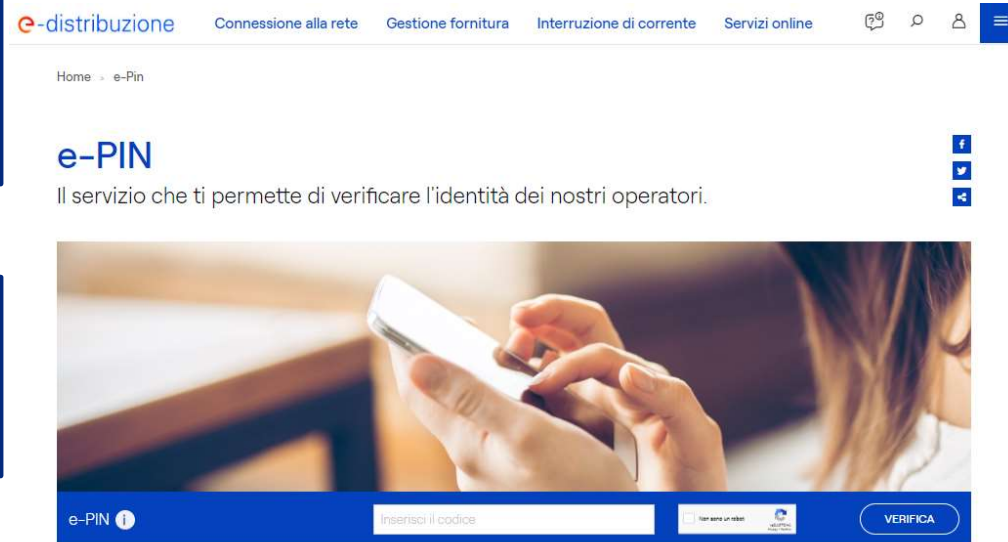 e-distribuzione
Connessione alla rete
Gestione fornitura
Interruzione di corrente
Servizi online
Home > e-Pin
e-PIN
Il servizio che ti permette di verificare l'identità dei nostri operatori.
e-PIN i
Inserisci il codice
Non sono un robot
reCAPTCHA
VERIFICA